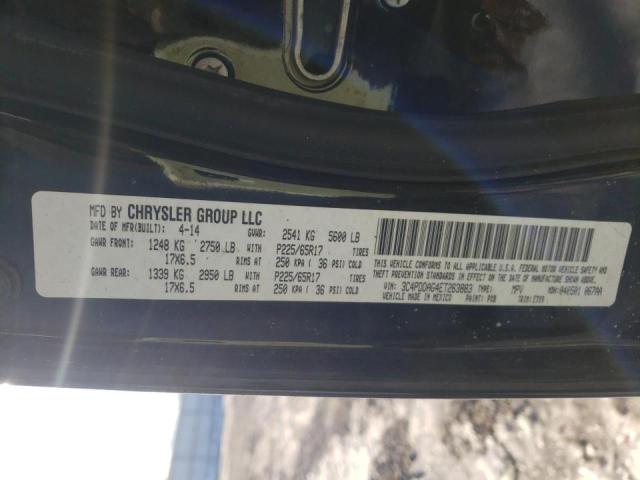 MFD BY CHRYSLER GROUP LLC
DATE OF MFR(BUILT): 4-14 GVWR: 2541 KG 5600 LB
GAWR FRONT: 1248 KG 2750 LB WITH P225/65R17 TIRES
17X6.5 RIMS AT 250 KPA ( 36 PSI) COLD
GAWR REAR: 1339 KG 2950 LB WITH P225/65R17 TIRES
17X6.5 RIMS AT 250 KPA ( 36 PSI) COLD
THIS VEHICLE CONFORMS TO ALL APPLICABLE U.S.A. FEDERAL MOTOR VEHICLE SAFETY AND
THEFT PREVENTION STANDARDS IN EFFECT ON THE DATE OF MANUFACTURE SHOWN ABOVE.
VIN: 3C4PDDAG4ET263883 TYPE: MPV MDH: 067AA
VEHICLE MADE IN MEXICO PAINT: TRIM: